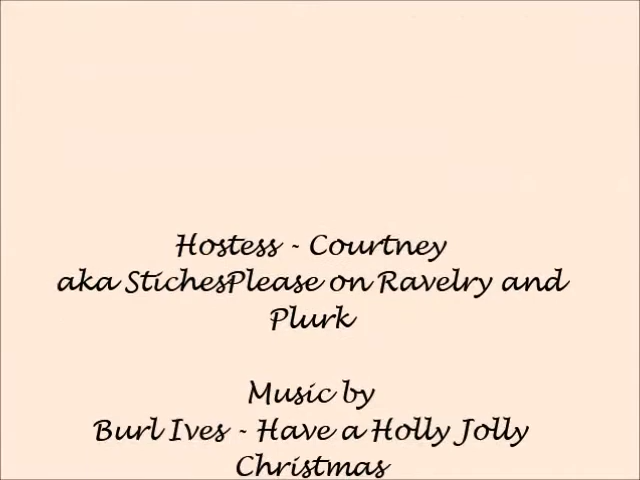 Hostess - Courtney
aka StichesPlease on Ravelry and
Plurk
Music by
Burl Ives - Have a Holly Jolly
Christmas